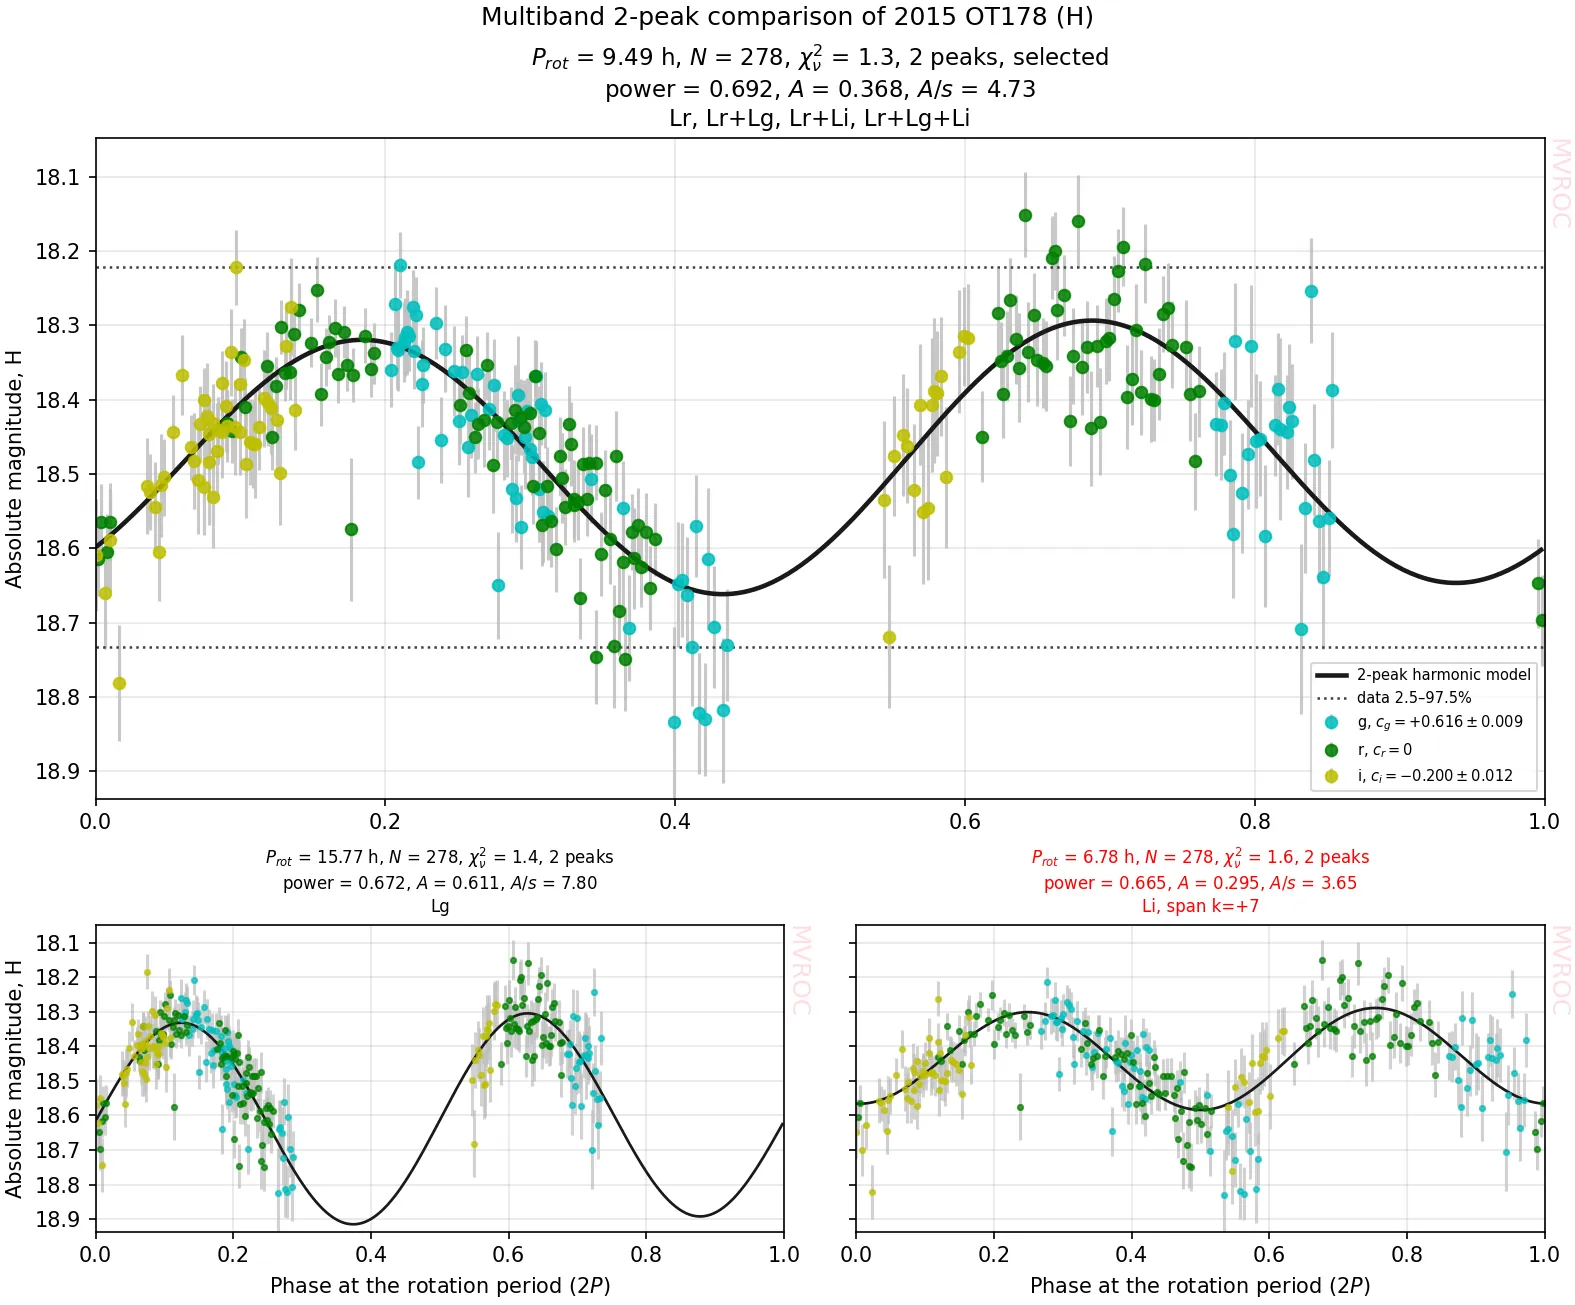 Multiband 2-peak comparison of 2015 OT178 (H)
P_rot = 9.49 h, N = 278, χ²_ν = 1.3, 2 peaks, selected
power = 0.692, A = 0.368, A/s = 4.73
Lr, Lr+Lg, Lr+Li, Lr+Lg+Li
MVROC
Absolute magnitude, H
18.1
18.2
18.3
18.4
18.5
18.6
18.7
18.8
18.9
2-peak harmonic model
data 2.5–97.5%
g, c_g = +0.616 ± 0.009
r, c_r = 0
i, c_i = −0.200 ± 0.012
0.0 0.2 0.4 0.6 0.8 1.0
P_rot = 15.77 h, N = 278, χ²_ν = 1.4, 2 peaks
power = 0.672, A = 0.611, A/s = 7.80
Lg
MVROC
Absolute magnitude, H
18.1
18.2
18.3
18.4
18.5
18.6
18.7
18.8
18.9
0.0 0.2 0.4 0.6 0.8 1.0
Phase at the rotation period (2P)
P_rot = 6.78 h, N = 278, χ²_ν = 1.6, 2 peaks
power = 0.665, A = 0.295, A/s = 3.65
Li, span k=+7
MVROC
0.0 0.2 0.4 0.6 0.8 1.0
Phase at the rotation period (2P)